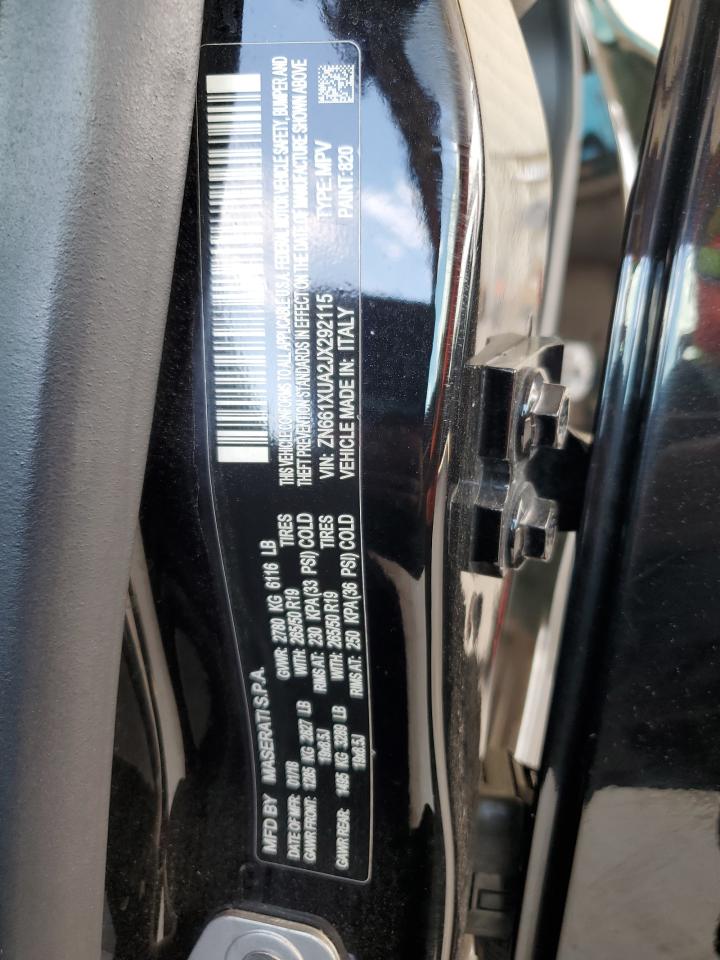 MFD BY MASERATI S.P.A.
DATE OF MFR: 01/18 GVWR: 2780 KG 6116 LB
GAWR FRONT: 1285 KG 2827 LB WITH: 265/50 R19 TIRES
19x8.5J RIMS AT: 230 KPA (33 PSI) COLD
GAWR REAR: 1495 KG 3289 LB WITH: 265/50 R19 TIRES
19x8.5J RIMS AT: 250 KPA (36 PSI) COLD
THIS VEHICLE CONFORMS TO ALL APPLICABLE U.S.A. FEDERAL MOTOR VEHICLE SAFETY, BUMPER AND
THEFT PREVENTION STANDARDS IN EFFECT ON THE DATE OF MANUFACTURE SHOWN ABOVE
VIN: ZN661XUA2JX292115 TYPE: MPV
VEHICLE MADE IN: ITALY PAINT: 820